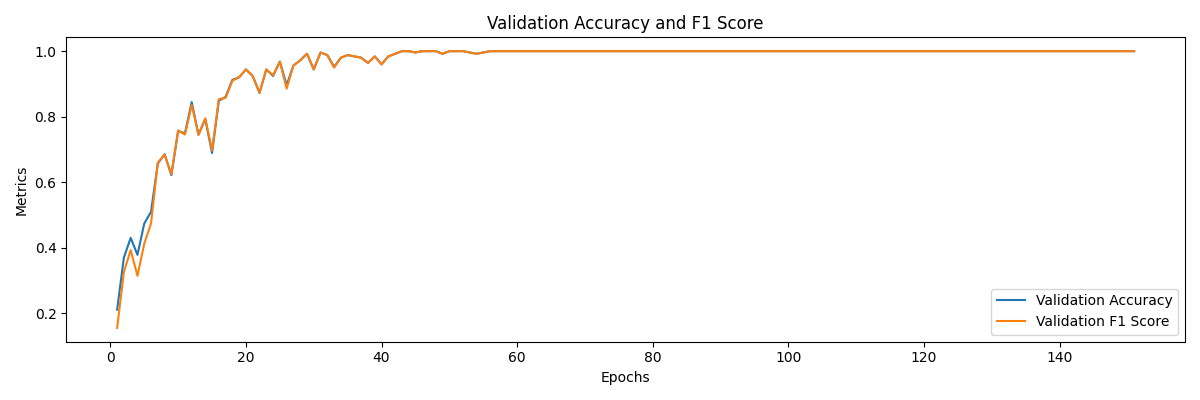 Validation Accuracy and F1 Score
1.0
0.8
0.6
0.4
0.2
Metrics
0 20 40 60 80 100 120 140
Epochs
Validation Accuracy
Validation F1 Score